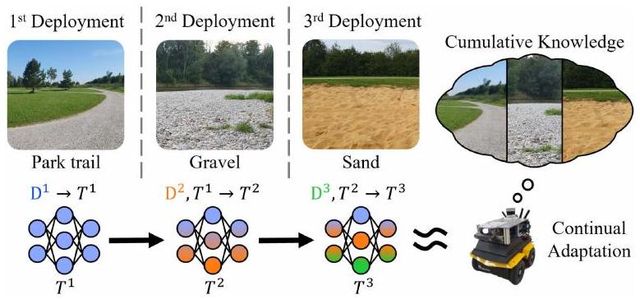 1st Deployment
2nd Deployment
3rd Deployment
Cumulative Knowledge
Park trail
Gravel
Sand
D¹ → T¹
D², T¹ → T²
D³, T² → T³
Continual
Adaptation
T¹
T²
T³